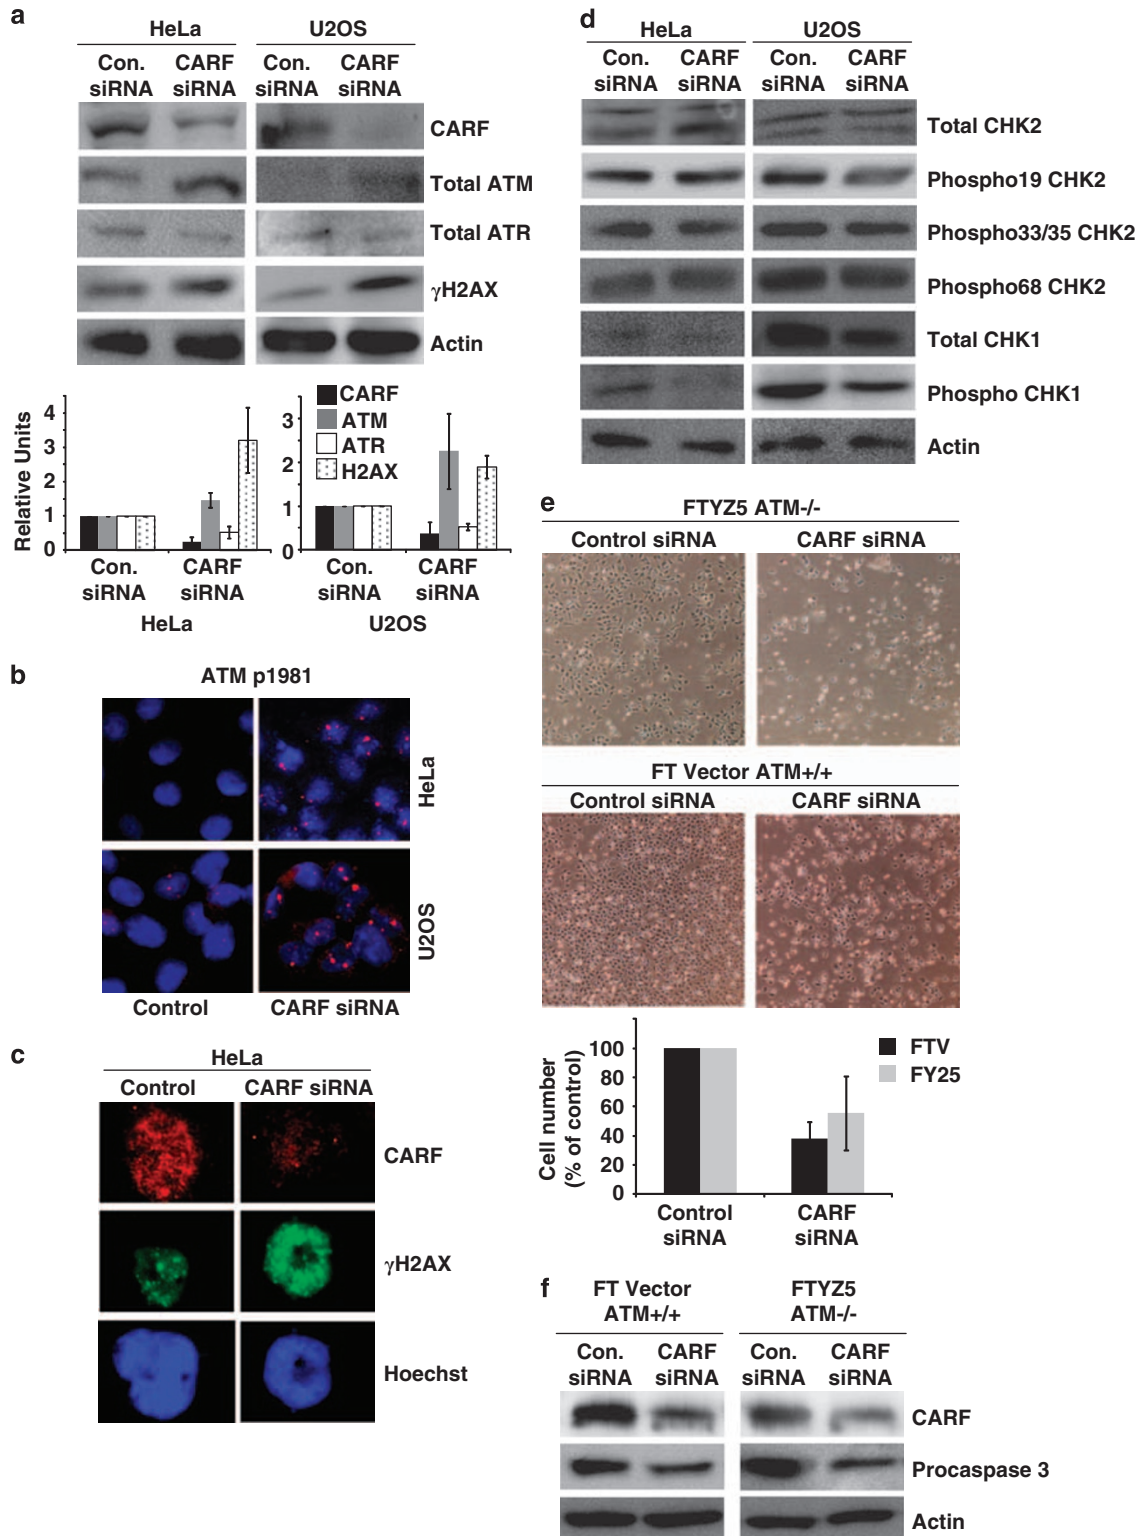 a
HeLa U2OS
Con. siRNA CARF siRNA Con. siRNA CARF siRNA
CARF
Total ATM
Total ATR
γH2AX
Actin
Relative Units
4
3
2
1
0
3
2
1
0
CARF
ATM
ATR
H2AX
Con. siRNA CARF siRNA Con. siRNA CARF siRNA
HeLa U2OS
b
ATM p1981
HeLa
U2OS
Control CARF siRNA
c
HeLa
Control CARF siRNA
CARF
γH2AX
Hoechst
d
HeLa U2OS
Con. siRNA CARF siRNA Con. siRNA CARF siRNA
Total CHK2
Phospho19 CHK2
Phospho33/35 CHK2
Phospho68 CHK2
Total CHK1
Phospho CHK1
Actin
e
FTYZ5 ATM-/-
Control siRNA CARF siRNA
FT Vector ATM+/+
Control siRNA CARF siRNA
Cell number (% of control)
100
80
60
40
20
0
FTV
FY25
Control siRNA CARF siRNA
f
FT Vector ATM+/+ FTYZ5 ATM-/-
Con. siRNA CARF siRNA Con. siRNA CARF siRNA
CARF
Procaspase 3
Actin